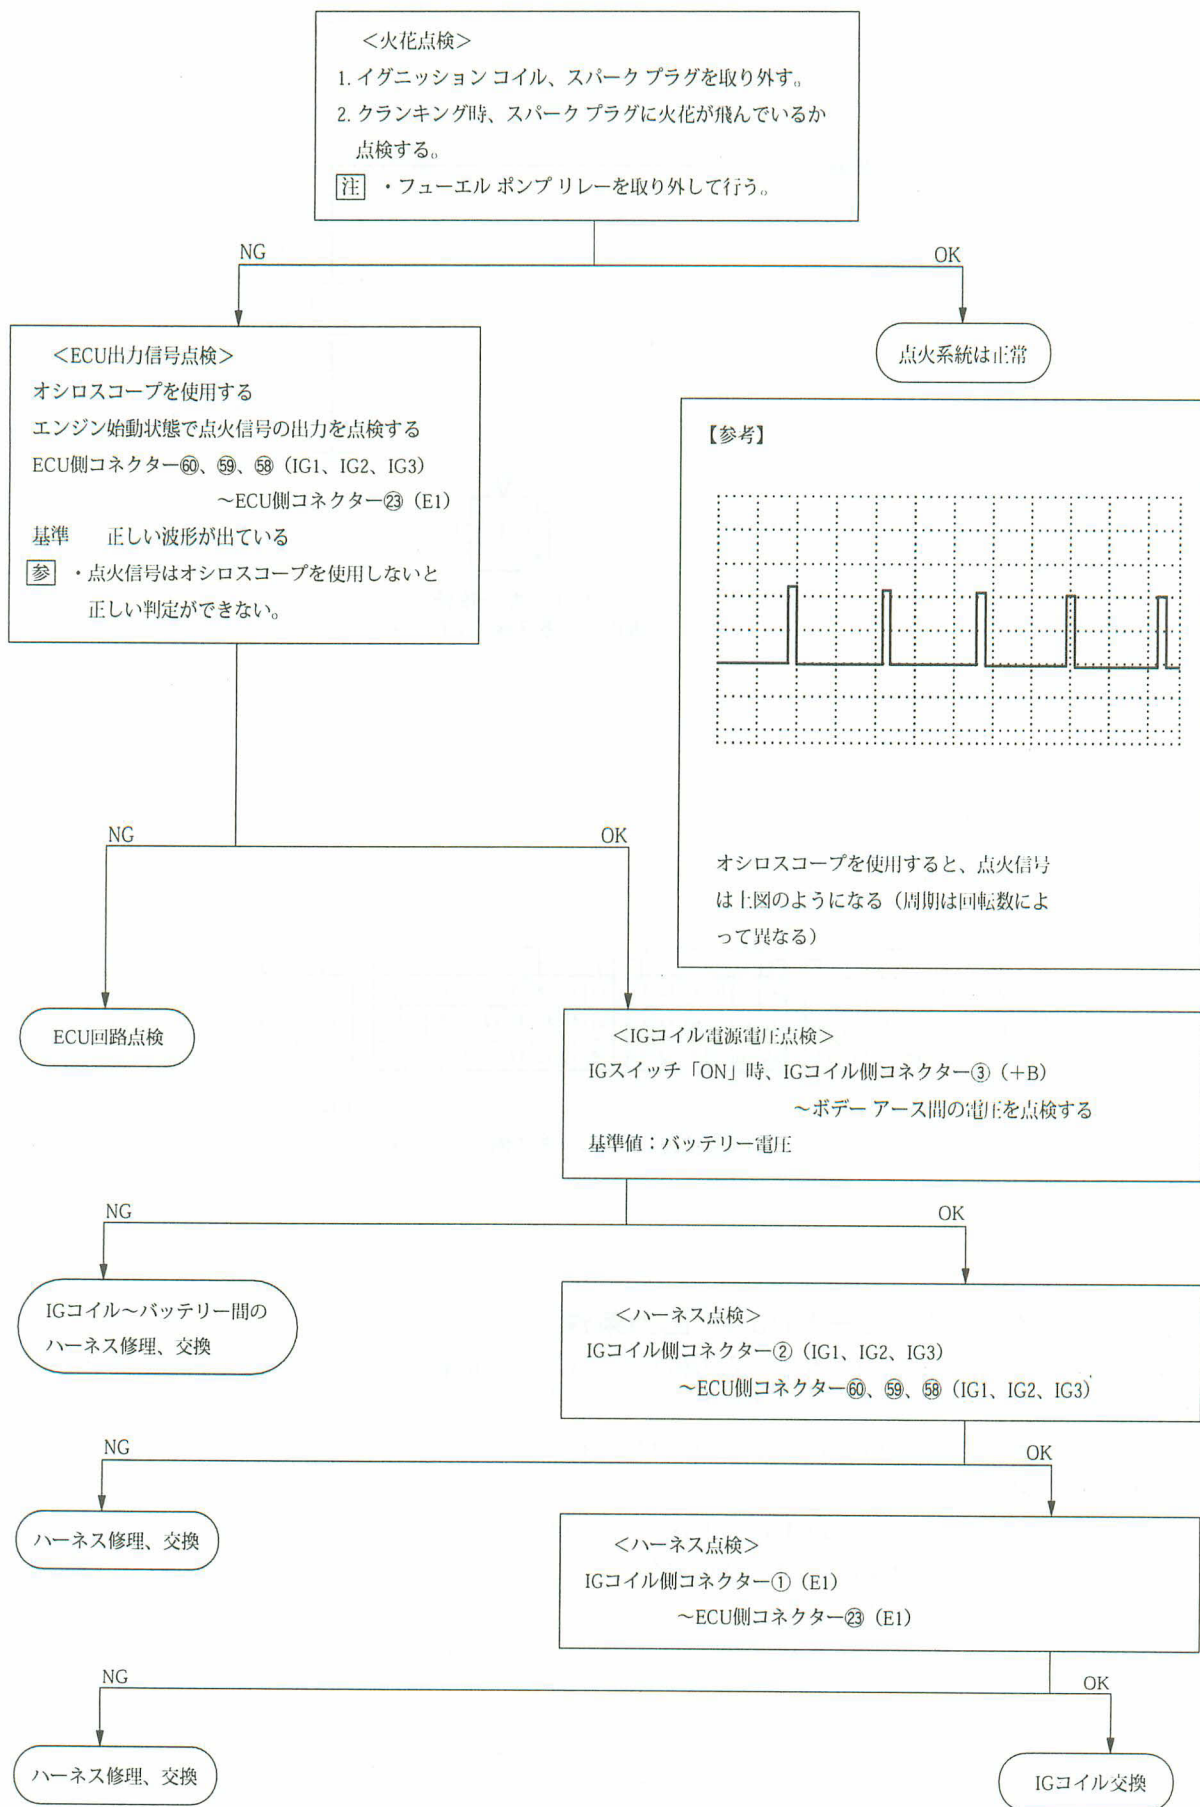 ＜火花点検＞
1. イグニッション コイル、スパーク プラグを取り外す。
2. クランキング時、スパーク プラグに火花が飛んでいるか
点検する。
注 ・フューエル ポンプ リレーを取り外して行う。
NG
OK
＜ECU出力信号点検＞
オシロスコープを使用する
エンジン始動状態で点火信号の出力を点検する
ECU側コネクター⑥⓪、㊾、㊽（IG1、IG2、IG3）
～ECU側コネクター㉓（E1）
基準　正しい波形が出ている
参 ・点火信号はオシロスコープを使用しないと
正しい判定ができない。
点火系統は正常
【参考】
オシロスコープを使用すると、点火信号
は上図のようになる（周期は回転数によ
って異なる）
NG
OK
ECU回路点検
＜IGコイル電源電圧点検＞
IGスイッチ「ON」時、IGコイル側コネクター③（＋B）
～ボデー アース間の電圧を点検する
基準値：バッテリー電圧
NG
OK
IGコイル～バッテリー間の
ハーネス修理、交換
＜ハーネス点検＞
IGコイル側コネクター②（IG1、IG2、IG3）
～ECU側コネクター60、59、58（IG1、IG2、IG3）
NG
OK
ハーネス修理、交換
＜ハーネス点検＞
IGコイル側コネクター①（E1）
～ECU側コネクター㉓（E1）
NG
OK
ハーネス修理、交換
IGコイル交換